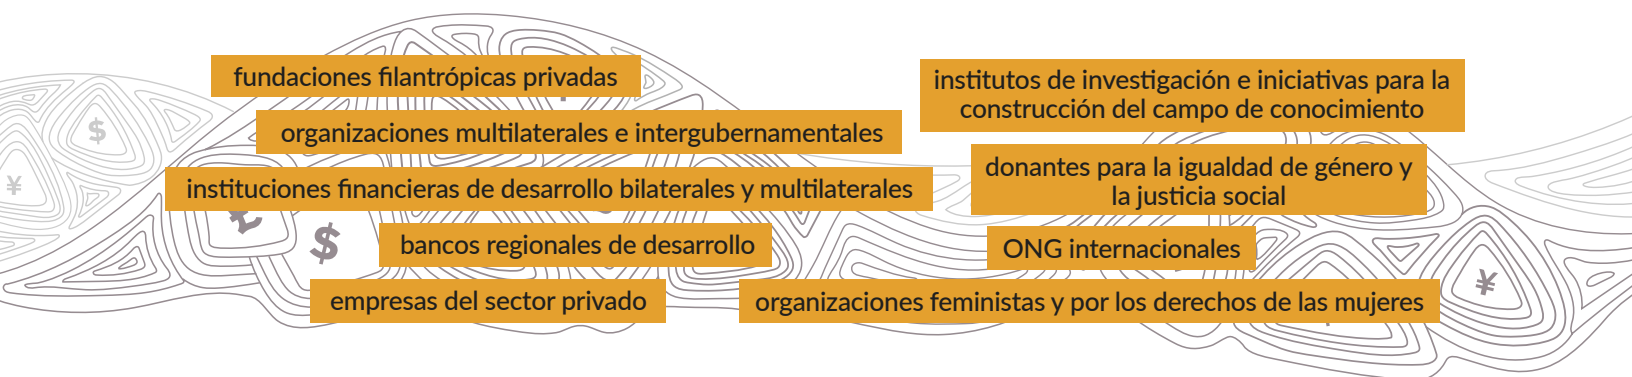 fundaciones filantrópicas privadas
organizaciones multilaterales e intergubernamentales
instituciones financieras de desarrollo bilaterales y multilaterales
bancos regionales de desarrollo
empresas del sector privado
institutos de investigación e iniciativas para la
construcción del campo de conocimiento
donantes para la igualdad de género y
la justicia social
ONG internacionales
organizaciones feministas y por los derechos de las mujeres
$
¥
£
$
¥